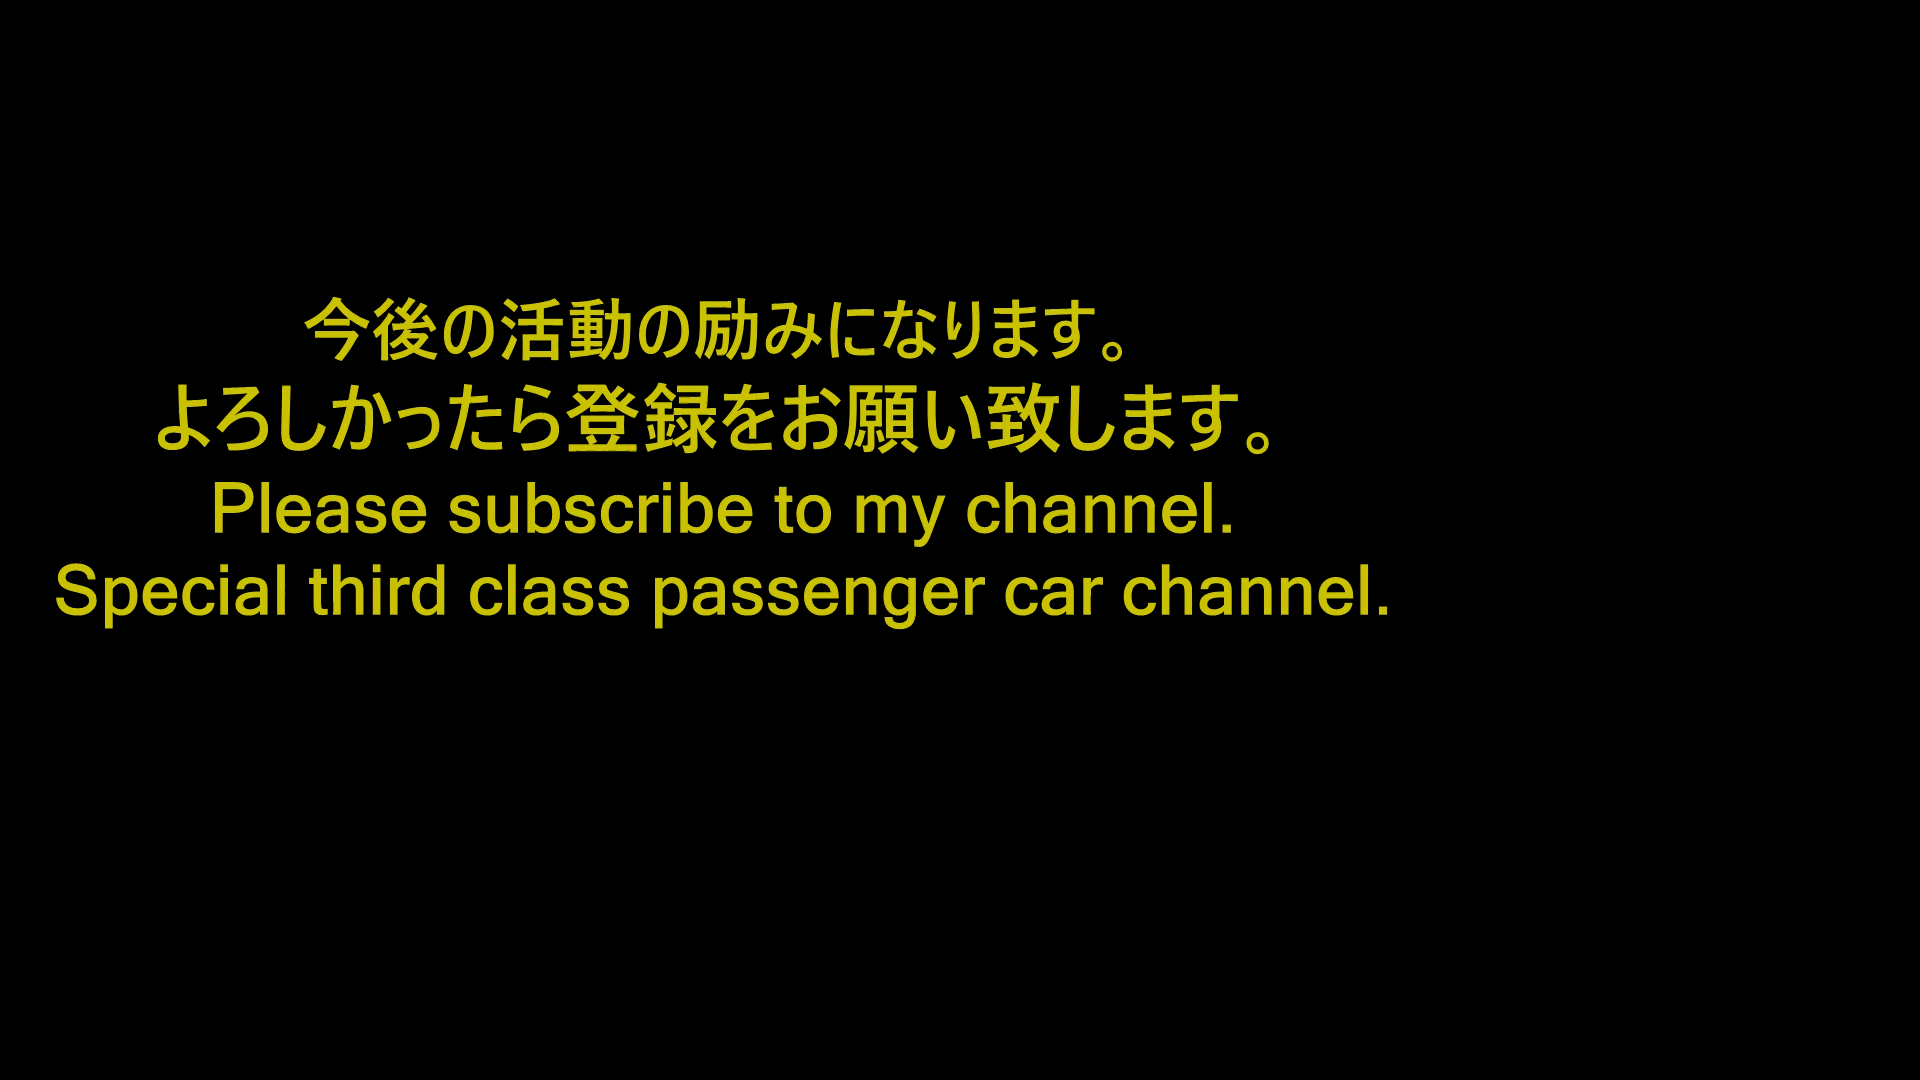 今後の活動の励みになります。
よろしかったら登録をお願い致します。
Please subscribe to my channel.
Special third class passenger car channel.